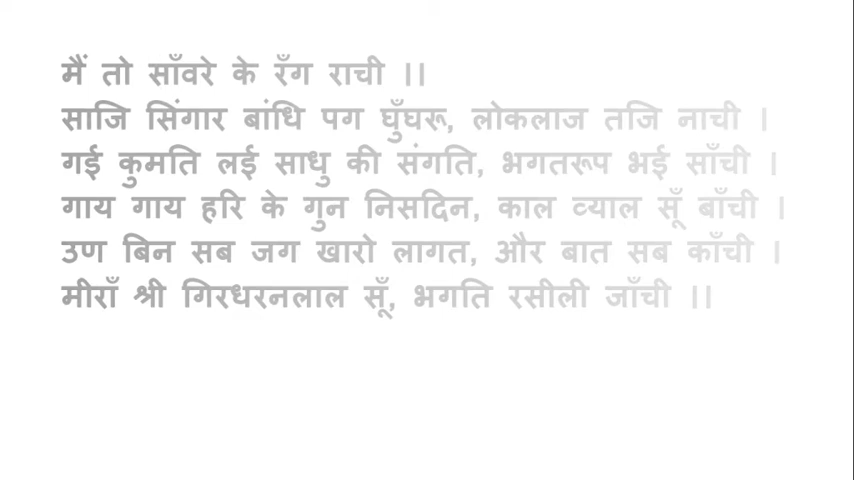 मैं तो साँवरे के रँग राची ।।
साजि सिंगार बांधि पग घुँघरू, लोकलाज तजि नाची ।
गई कुमति लई साधु की संगति, भगतरूप भई साँची ।
गाय गाय हरि के गुन निसदिन, काल व्याल सूँ बाँची ।
उण बिन सब जग खारो लागत, और बात सब काँची ।
मीराँ श्री गिरधरनलाल सूँ, भगति रसीली जाँची ।।